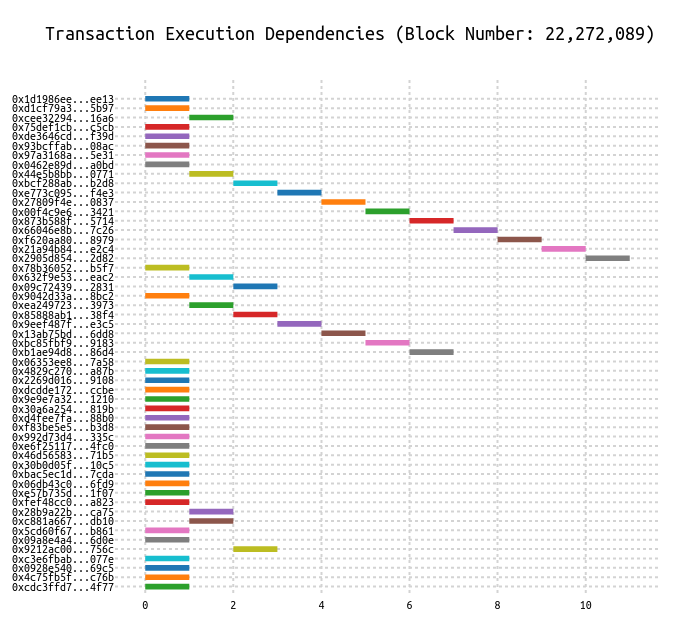 Transaction Execution Dependencies (Block Number: 22,272,089)
0x1d1986ee...ee13
0xd1cf79a3...5b97
0xcee32294...16a6
0x75def1cb...c5cb
0xde3646cd...f39d
0x93bcffab...08ac
0x97a3168a...5e31
0x0462e89d...a0bd
0x44e5b8bb...0771
0xbcf288ab...b2d8
0xe773c095...f4e3
0x27809f4e...0837
0x00f4c9e6...3421
0x873b588f...5714
0x66046e8b...7c26
0xf620aa80...8979
0x21a94b84...e2c4
0x2905d854...2d82
0x78b36052...b5f7
0x632f9e53...eac2
0x09c72439...2831
0x9042d33a...8bc2
0xea249723...3973
0x85888ab1...38f4
0x9eef487f...e3c5
0x13ab75bd...6dd8
0xbc85fbf9...9183
0xb1ae94d8...86d4
0x06353ee8...7a58
0x4829c270...a87b
0x2269d016...9108
0xdcdde172...ccbe
0x9e9e7a32...1210
0x30a6a254...819b
0xd4fee7fa...88b0
0xf83be5e5...b3d8
0x992d73d4...335c
0xe6f25117...4fc0
0x46d56583...71b5
0x30b0d05f...10c5
0xbac5ec1d...7cda
0x06db43c0...6fd9
0xe57b735d...1f07
0xfef48cc0...a823
0x28b9a22b...ca75
0xc881a667...db10
0x5cd60f67...b861
0x09a8e4a4...6d0e
0x9212ac00...756c
0xc3e6fbab...077e
0x0928e540...69c5
0x4c75fb5f...c76b
0xcdc3ffd7...4f77
0 2 4 6 8 10